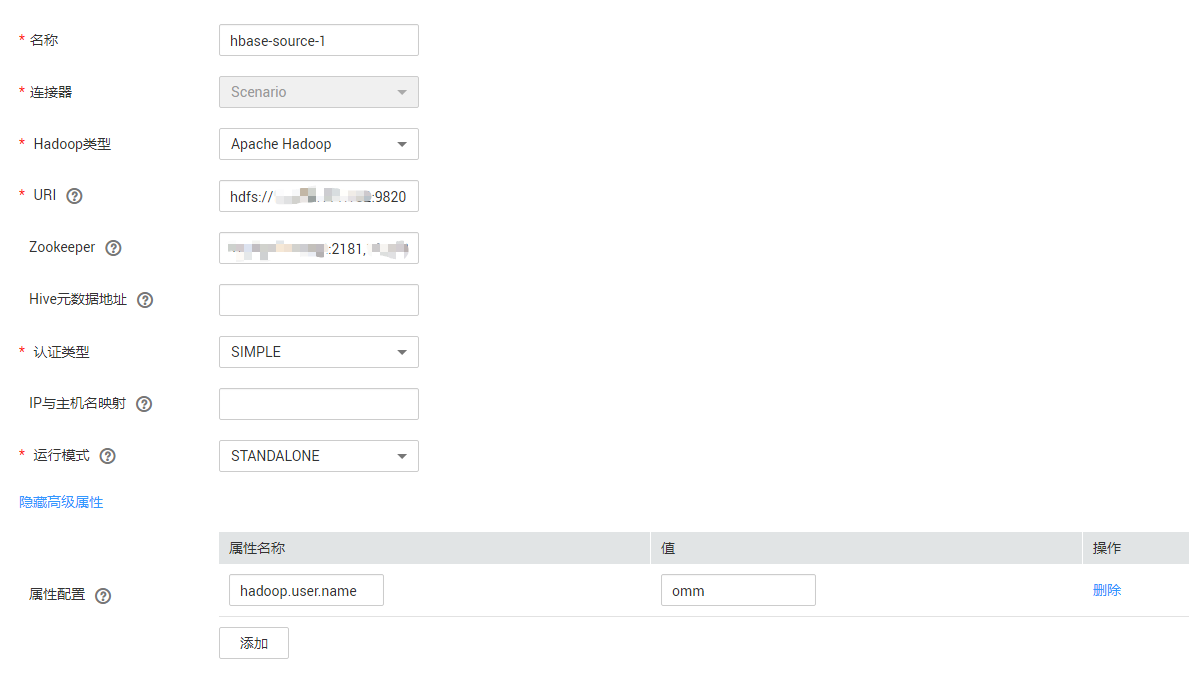 * 名称 hbase-source-1
* 连接器 Scenario
* Hadoop类型 Apache Hadoop
* URI ? hdfs:// :9820
Zookeeper ? :2181,
Hive元数据地址 ?
* 认证类型 SIMPLE
IP与主机名映射 ?
* 运行模式 ? STANDALONE
隐藏高级属性
属性名称 值 操作
属性配置 ? hadoop.user.name omm 删除
添加